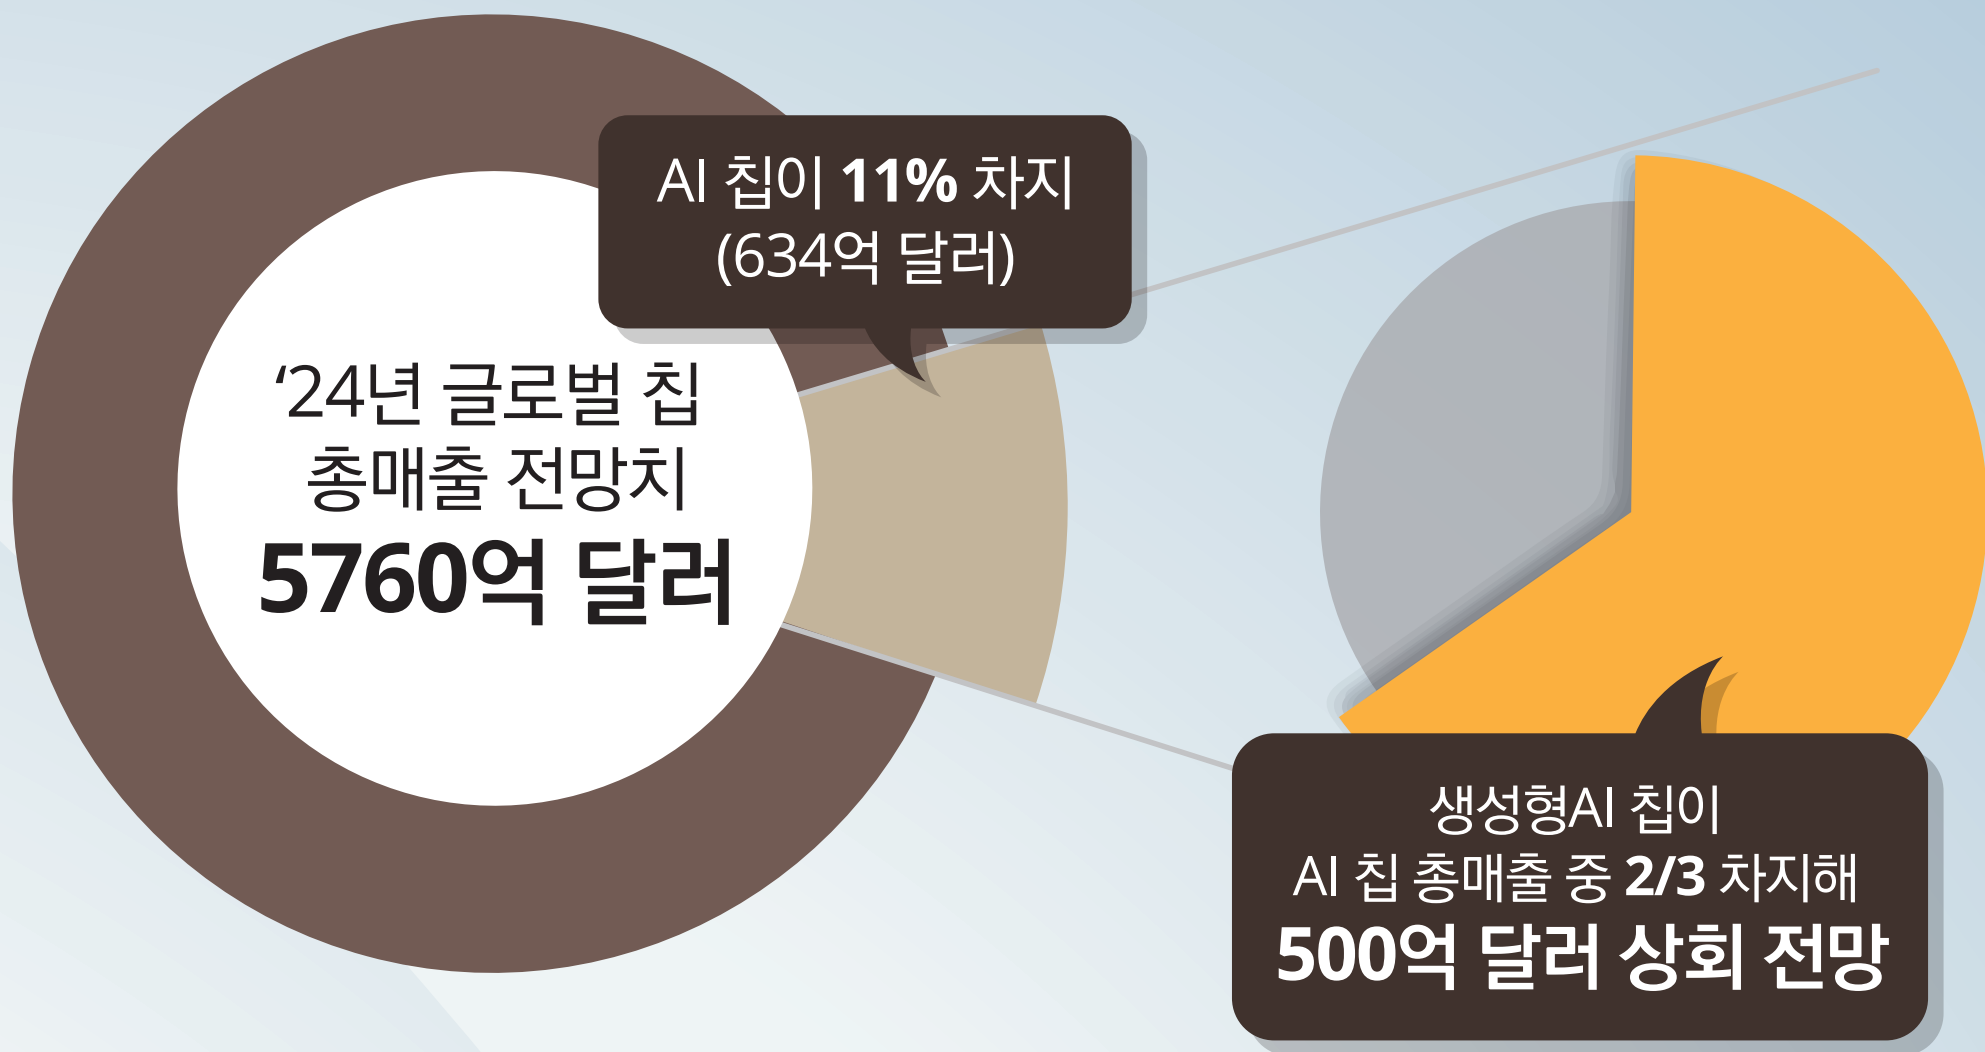 AI 칩이 11% 차지
(634억 달러)
‘24년 글로벌 칩
총매출 전망치
5760억 달러
생성형AI 칩이
AI 칩 총매출 중 2/3 차지해
500억 달러 상회 전망